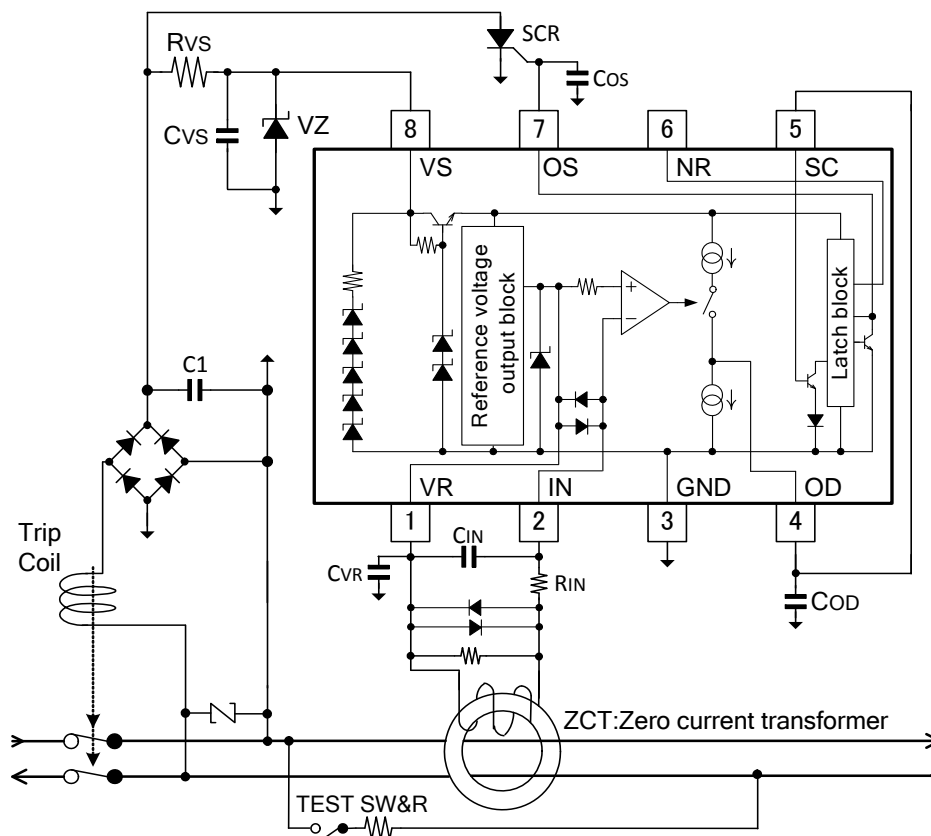 SCR
RVS
COS
CVS
VZ
8
7
6
5
VS
OS
NR
SC
Reference voltage
output block
+
−
Latch block
C1
VR
IN
GND
OD
1
2
3
4
Trip
Coil
CIN
CVR
RIN
COD
ZCT:Zero current transformer
TEST SW&R